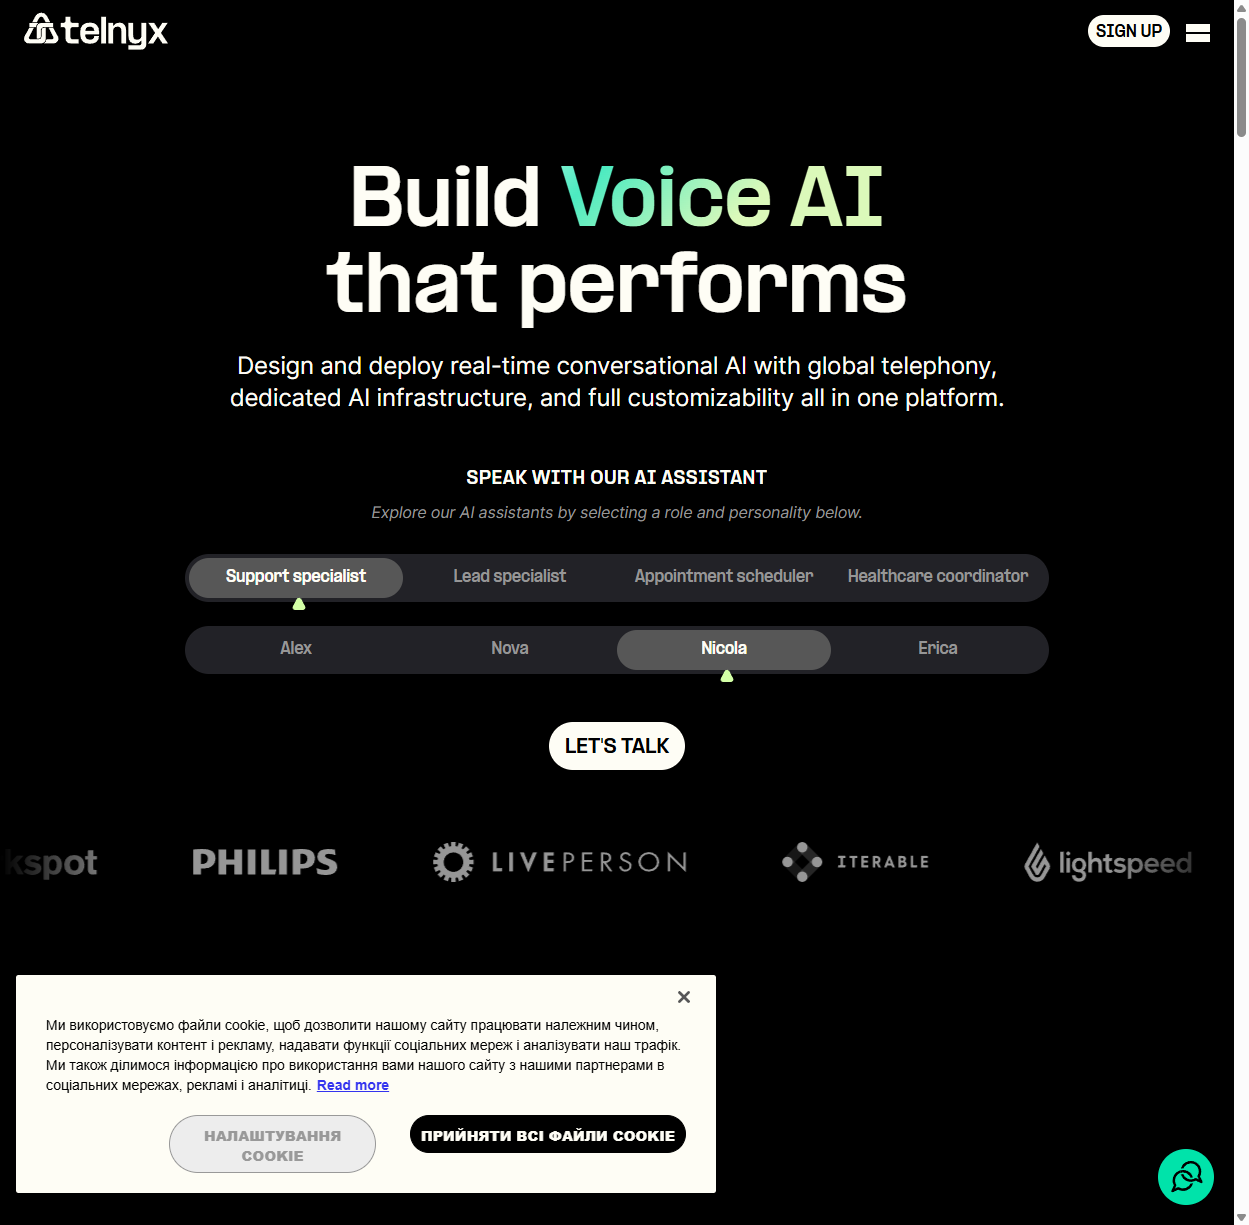 telnyx
SIGN UP
Build Voice AI
that performs
Design and deploy real-time conversational AI with global telephony,
dedicated AI infrastructure, and full customizability all in one platform.
SPEAK WITH OUR AI ASSISTANT
Explore our AI assistants by selecting a role and personality below.
Support specialist Lead specialist Appointment scheduler Healthcare coordinator
Alex Nova Nicola Erica
LET'S TALK
kspot PHILIPS LIVEPERSON ITERABLE lightspeed
Ми використовуємо файли cookie, щоб дозволити нашому сайту працювати належним чином,
персоналізувати контент і рекламу, надавати функції соціальних мереж і аналізувати наш трафік.
Ми також ділимося інформацією про використання вами нашого сайту з нашими партнерами в
соціальних мережах, рекламі і аналітиці. Read more
НАЛАШТУВАННЯ
COOKIE
ПРИЙНЯТИ ВСІ ФАЙЛИ COOKIE